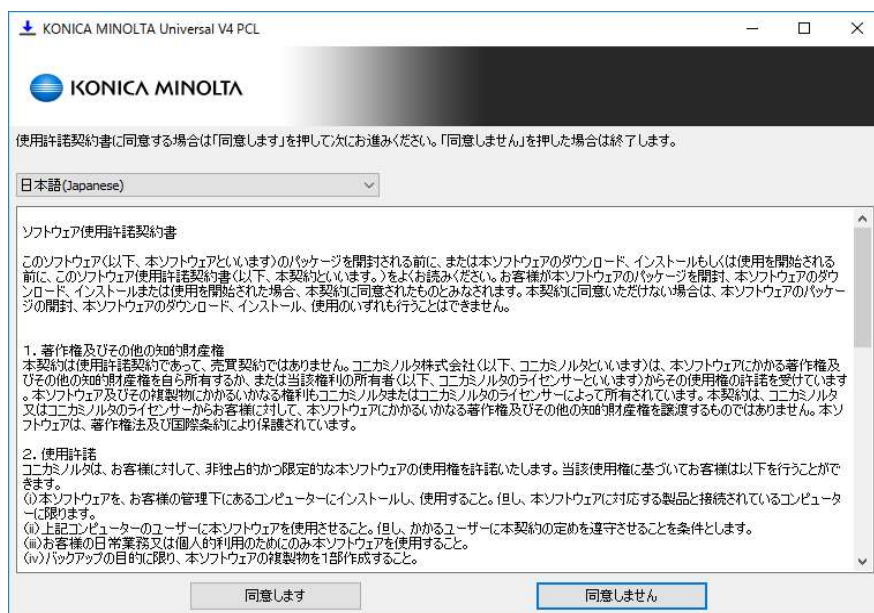 KONICA MINOLTA Universal V4 PCL
KONICA MINOLTA
使用許諾契約書に同意する場合は「同意します」を押して次にお進みください。「同意しません」を押した場合は終了します。
日本語(Japanese)
ソフトウェア使用許諾契約書
このソフトウェア(以下、本ソフトウェアといいます)のパッケージを開封される前に、または本ソフトウェアのダウンロード、インストールもしくは使用を開始される
前に、このソフトウェア使用許諾契約書(以下、本契約といいます。)をよくお読みください。お客様が本ソフトウェアのパッケージを開封、本ソフトウェアのダウ
ンロード、インストールまたは使用を開始された場合、本契約に同意されたものとみなされます。本契約に同意いただけない場合は、本ソフトウェアのパッケー
ジの開封、本ソフトウェアのダウンロード、インストール、使用のいずれも行うことはできません。
1. 著作権及びその他の知的財産権
本契約は使用許諾契約であって、売買契約ではありません。コニカミノルタ株式会社(以下、コニカミノルタといいます)は、本ソフトウェアにかかる著作権及
びその他の知的財産権を自ら所有するか、または当該権利の所有者(以下、コニカミノルタのライセンサーといいます)からその使用権の許諾を受けています
。本ソフトウェア及びその複製物にかかるいかなる権利もコニカミノルタまたはコニカミノルタのライセンサーによって所有されています。本契約は、コニカミノルタ
又はコニカミノルタのライセンサーからお客様に対して、本ソフトウェアにかかるいかなる著作権及びその他の知的財産権を譲渡するものではありません。本ソ
フトウェアは、著作権法及び国際条約により保護されています。
2. 使用許諾
コニカミノルタは、お客様に対して、非独占的かつ限定的な本ソフトウェアの使用権を許諾いたします。当該使用権に基づいてお客様は以下を行うことがで
きます。
(i)本ソフトウェアを、お客様の管理下にあるコンピューターにインストールし、使用すること。但し、本ソフトウェアに対応する製品と接続されているコンピュータ
ーに限ります。
(ii)上記コンピューターのユーザーに本ソフトウェアを使用させること。但し、かかるユーザーに本契約の定めを遵守させることを条件とします。
(iii)お客様の日常業務又は個人的利用のためにのみ本ソフトウェアを使用すること。
(iv)バックアップの目的に限り、本ソフトウェアの複製物を1部作成すること。
同意します
同意しません